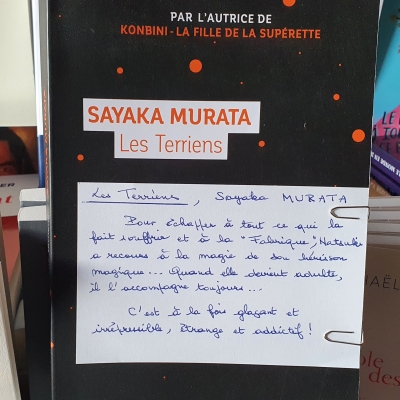 PAR L'AUTRICE DE
KONBINI - LA FILLE DE LA SUPÉRETTE
SAYAKA MURATA
Les Terriens
Les Terriens, Sayaka MURATA
Pour échapper à tout ce qui la
fait souffrir et à la "Fabrique", Natsuki
a recours à la magie de son hérisson
magique... Quand elle devient adulte,
il l'accompagne toujours...
C'est à la fois glaçant et
irrépressible, étrange et addictif !